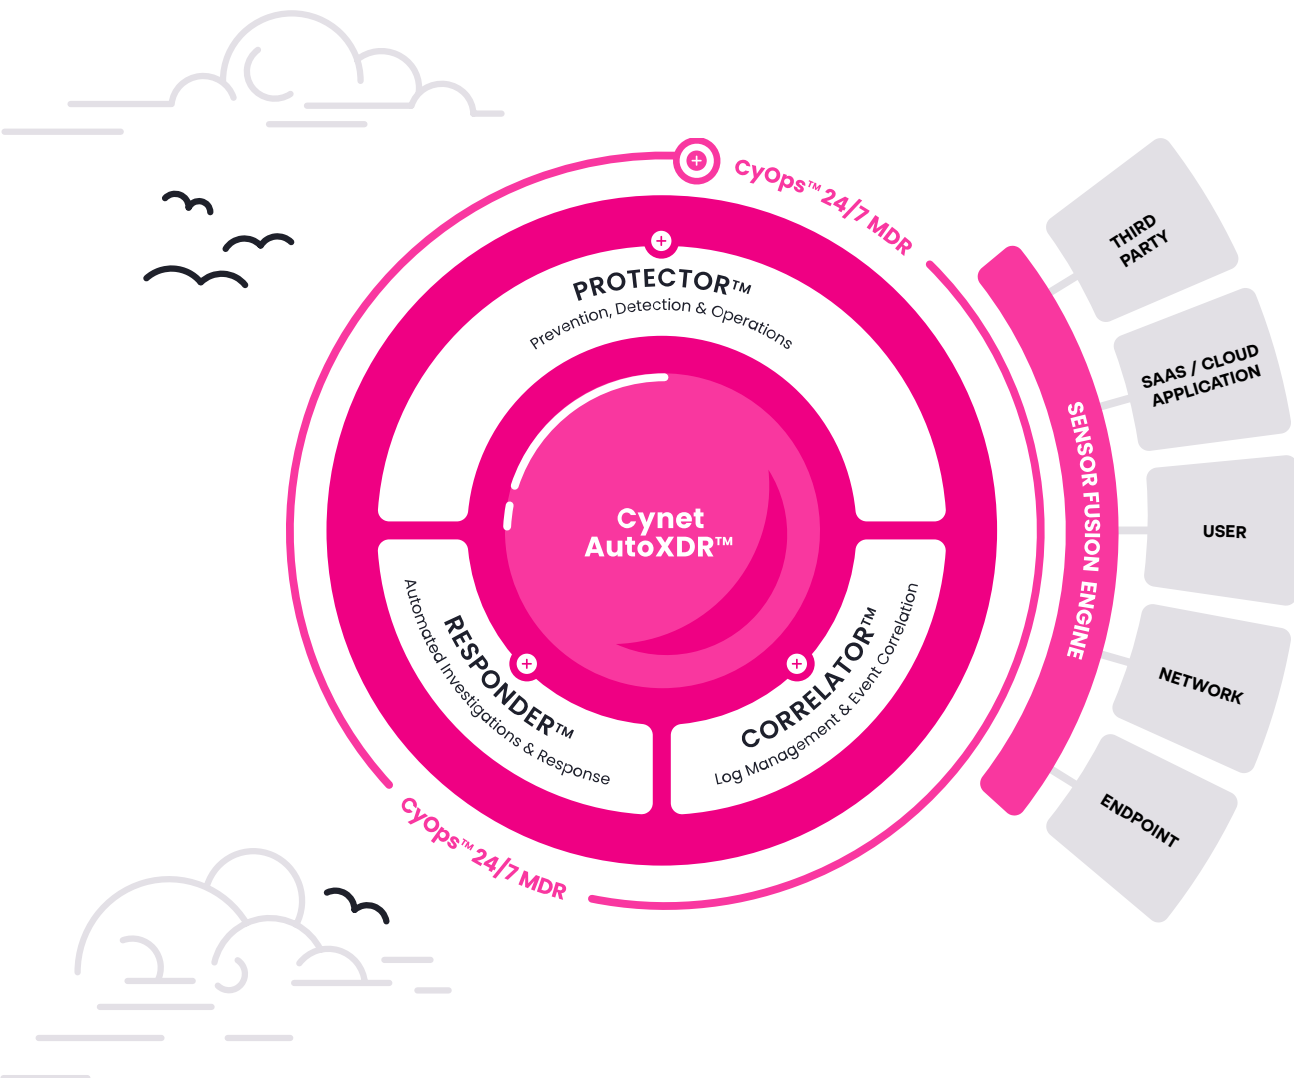 CyOps™ 24/7 MDR
PROTECTOR™
Prevention, Detection & Operations
Cynet
AutoXDR™
RESPONDER™
Automated Investigations & Response
CORRELATOR™
Log Management & Event Correlation
CyOps™ 24/7 MDR
SENSOR FUSION ENGINE
THIRD
PARTY
SAAS / CLOUD
APPLICATION
USER
NETWORK
ENDPOINT